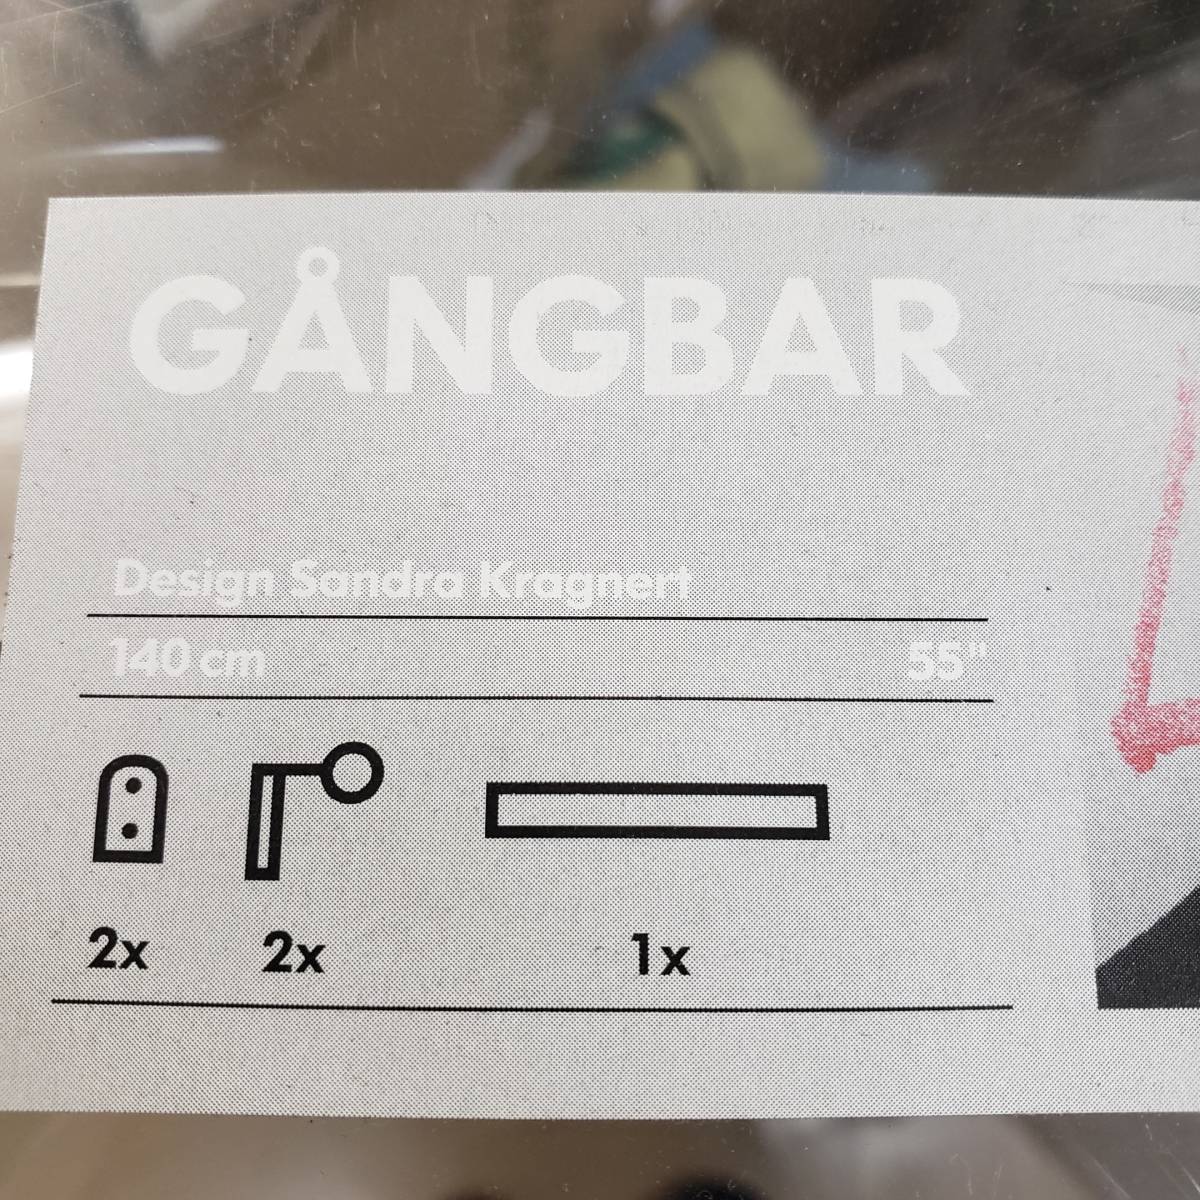 GÅNGBAR
Design Sandra Kragnert
140 cm 55"
2x 2x 1x